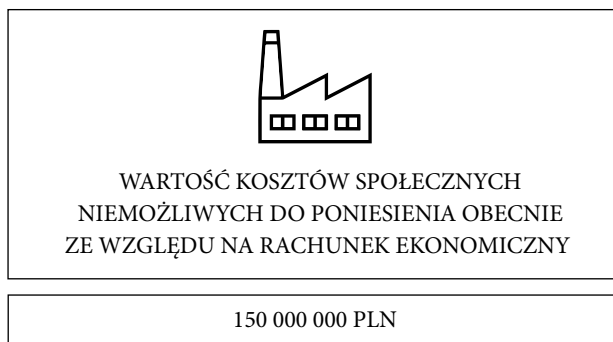 WARTOŚĆ KOSZTÓW SPOŁECZNYCH
NIEMOŻLIWYCH DO PONIESIENIA OBECNIE
ZE WZGLĘDU NA RACHUNEK EKONOMICZNY
150 000 000 PLN